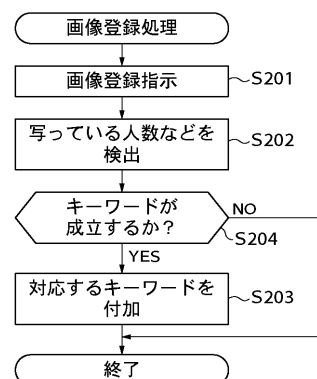 画像登録処理
画像登録指示
S201
写っている人数などを
検出
S202
キーワードが
成立するか？
NO
S204
YES
対応するキーワードを
付加
S203
終了